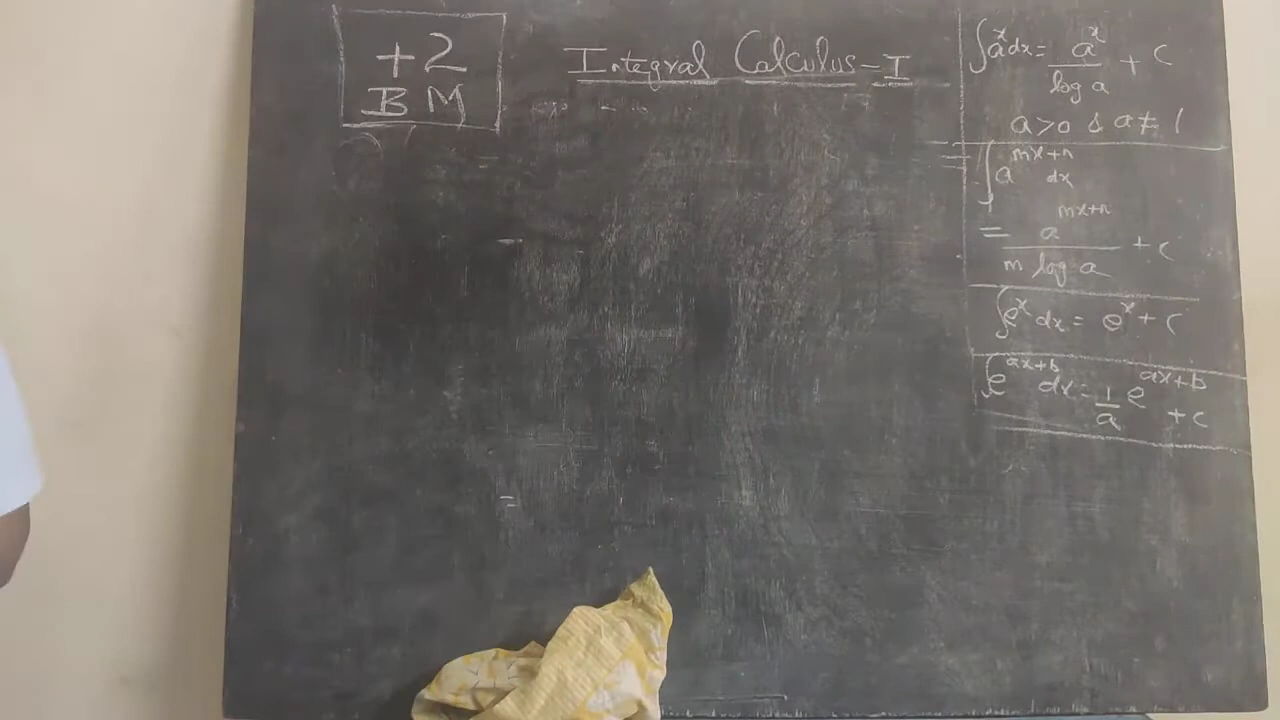 +2
BM
Integral Calculus-I
∫aˣdx = aˣ/log a + c
a>0 & a≠1
∫a^(mx+n) dx
= a^(mx+n)/(m log a) + c
∫eˣ dx = eˣ + c
∫e^(ax+b) dx = 1/a e^(ax+b) + c
=